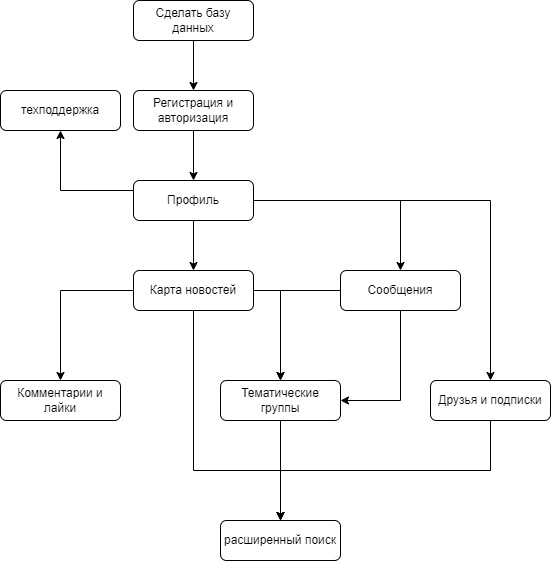 Сделать базу
данных
техподдержка
Регистрация и
авторизация
Профиль
Карта новостей
Сообщения
Комментарии и
лайки
Тематические
группы
Друзья и подписки
расширенный поиск